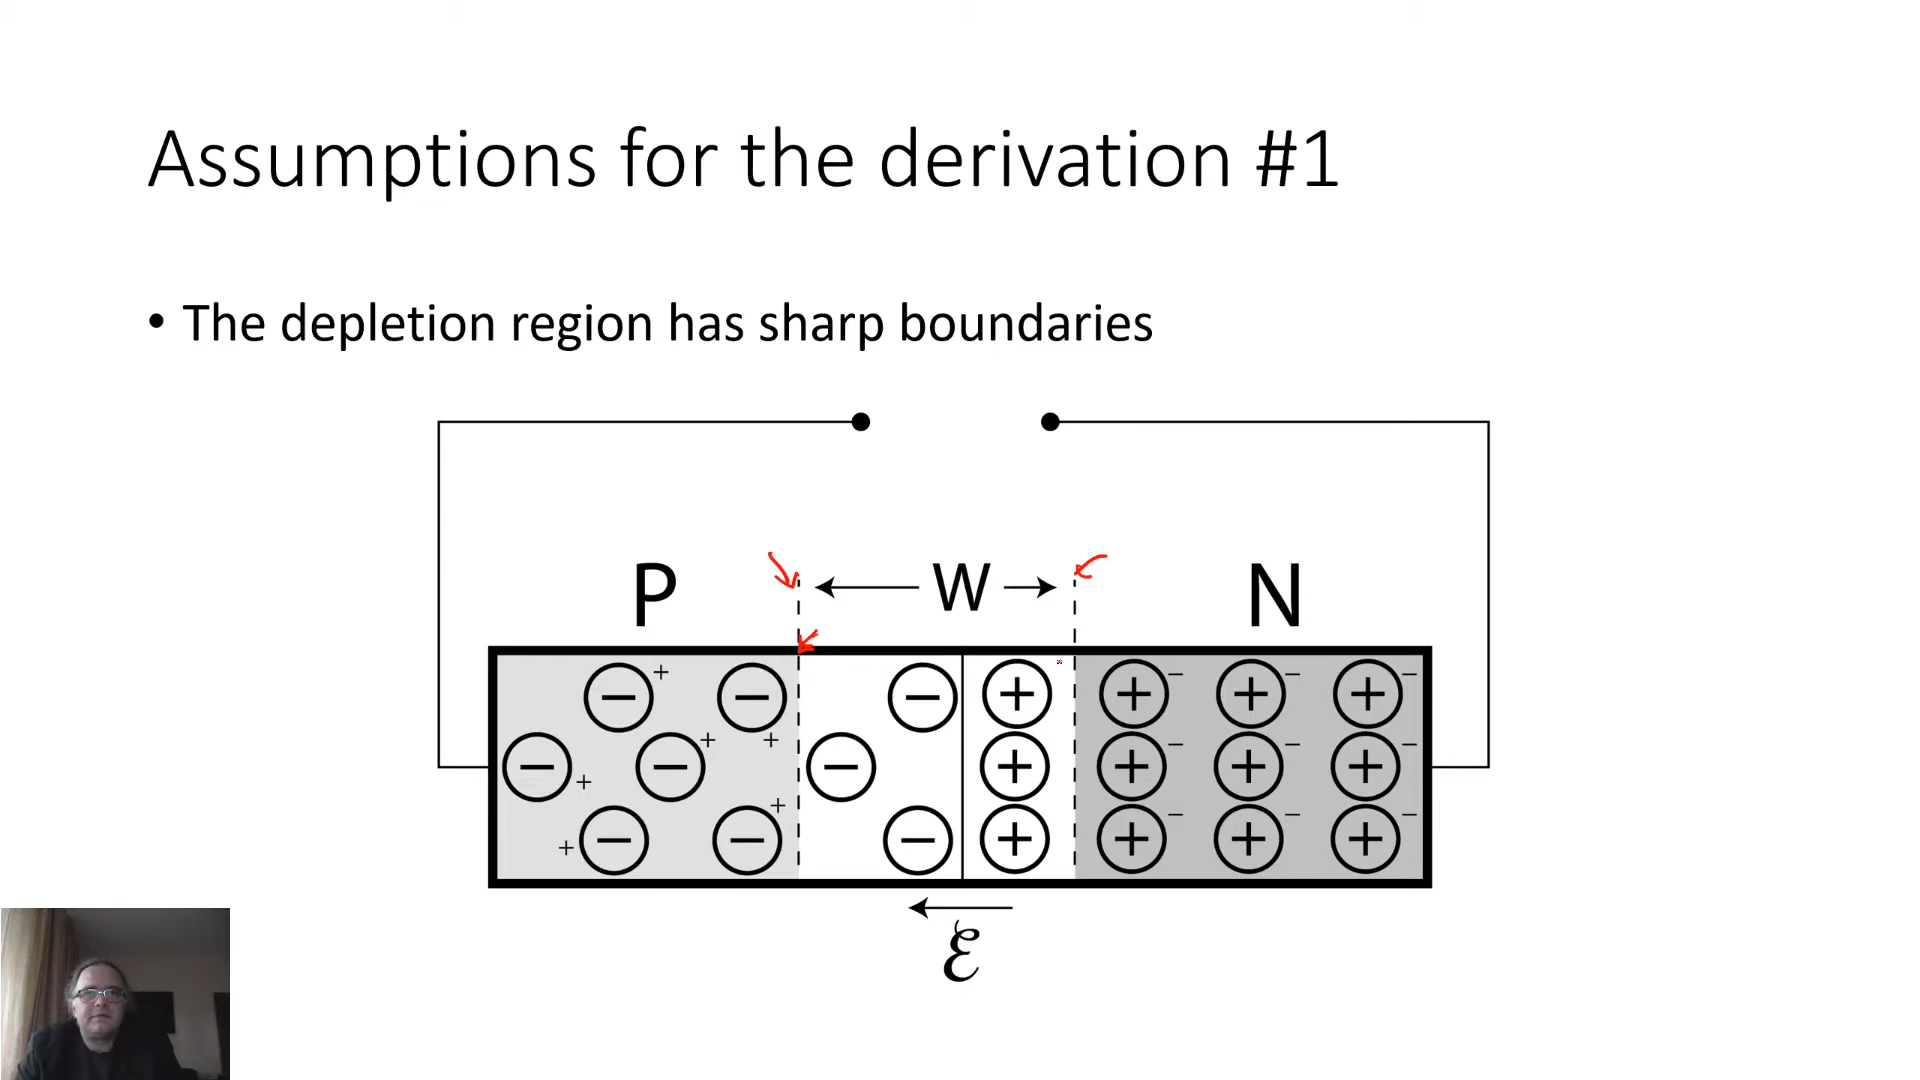 Assumptions for the derivation #1
• The depletion region has sharp boundaries
P W N
− + − − + + + − − −
− + − + + − + + − + − + −
+ − − + − + + − + − + −
ℰ